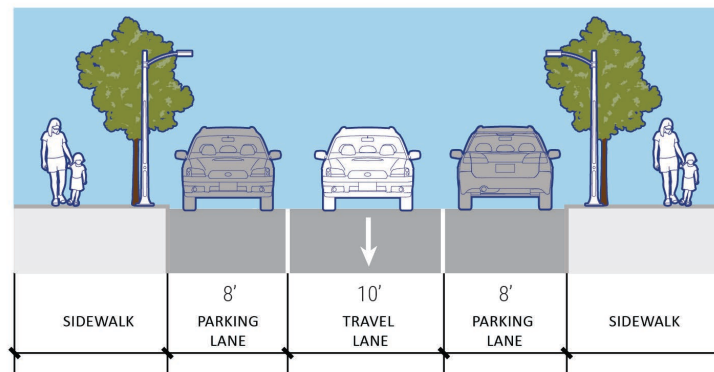 8’
10’
8’
SIDEWALK
PARKING
LANE
TRAVEL
LANE
PARKING
LANE
SIDEWALK